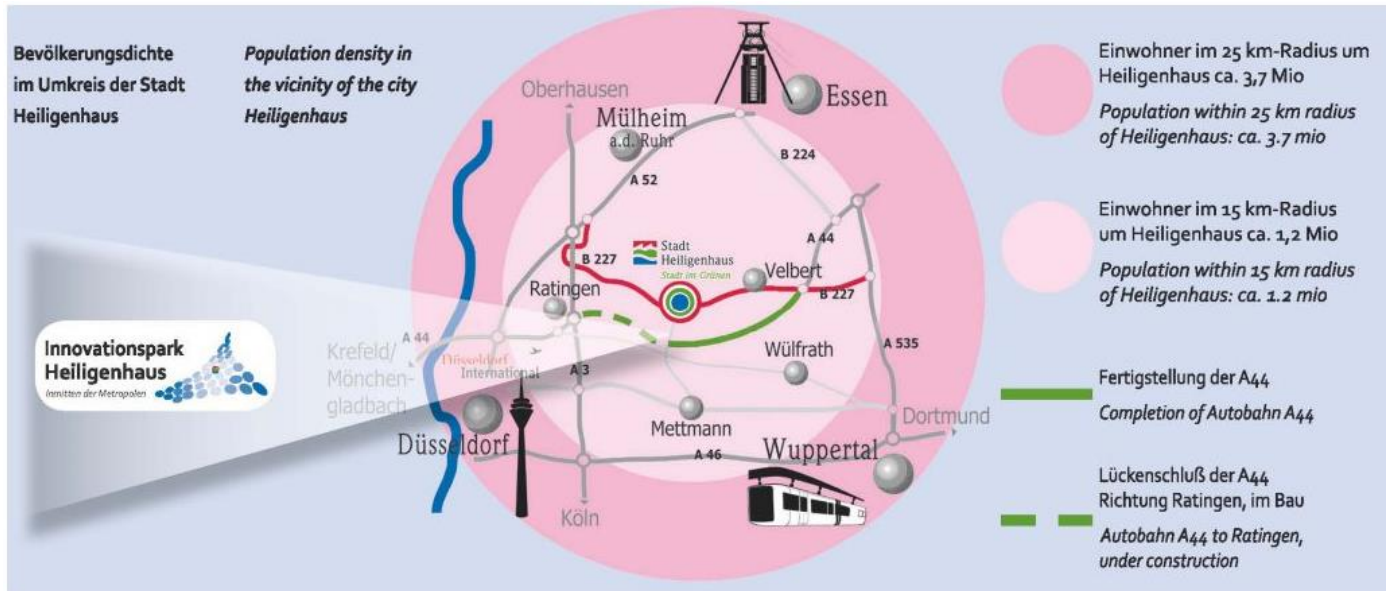 Bevölkerungsdichte
im Umkreis der Stadt
Heiligenhaus
Population density in
the vicinity of the city
Heiligenhaus
Oberhausen
Mülheim
a.d. Ruhr
Essen
B 224
A 52
A 44
B 227
Stadt
Heiligenhaus
Stadt im Grünen
Velbert
B 227
Ratingen
A 44
Krefeld/
Mönchen-
gladbach
Düsseldorf
International
A 3
Wülfrath
A 535
Mettmann
Dortmund
Düsseldorf
Wuppertal
A 46
Köln
Innovationspark
Heiligenhaus
Inmitten der Metropolen
Einwohner im 25 km-Radius um
Heiligenhaus ca. 3,7 Mio
Population within 25 km radius
of Heiligenhaus: ca. 3.7 mio
Einwohner im 15 km-Radius
um Heiligenhaus ca. 1,2 Mio
Population within 15 km radius
of Heiligenhaus: ca. 1.2 mio
Fertigstellung der A44
Completion of Autobahn A44
Lückenschluß der A44
Richtung Ratingen, im Bau
Autobahn A44 to Ratingen,
under construction